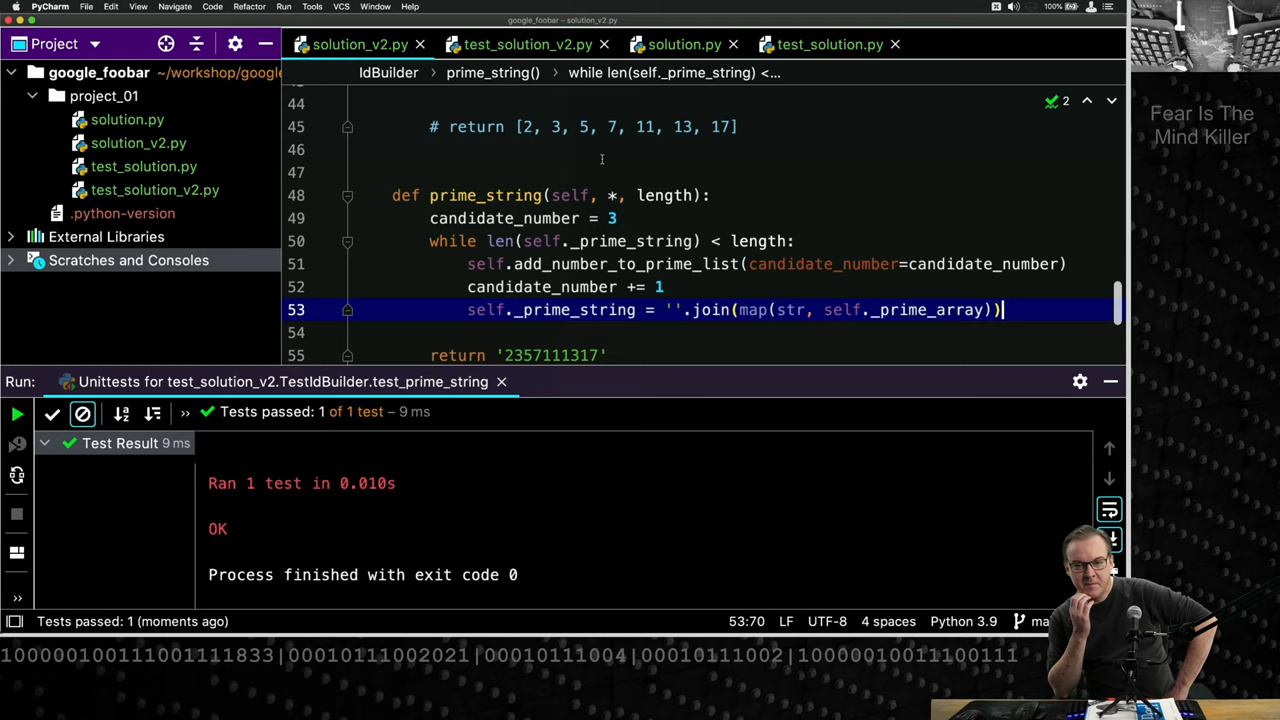 PyCharm File Edit View Navigate Code Refactor Run Tools VCS Window Help 100%
google_foobar – solution_v2.py
Project
solution_v2.py test_solution_v2.py solution.py test_solution.py
google_foobar ~/workshop/google
IdBuilder prime_string() while len(self._prime_string) <...
project_01
solution.py
solution_v2.py
test_solution.py
test_solution_v2.py
.python-version
External Libraries
Scratches and Consoles
44
45 # return [2, 3, 5, 7, 11, 13, 17]
46
47
48 def prime_string(self, *, length):
49 candidate_number = 3
50 while len(self._prime_string) < length:
51 self.add_number_to_prime_list(candidate_number=candidate_number)
52 candidate_number += 1
53 self._prime_string = ''.join(map(str, self._prime_array))
54
55 return '2357111317'
2
Fear Is The
Mind Killer
Run: Unittests for test_solution_v2.TestIdBuilder.test_prime_string
Tests passed: 1 of 1 test – 9 ms
Test Result 9 ms
Ran 1 test in 0.010s
OK
Process finished with exit code 0
Tests passed: 1 (moments ago) 53:70 LF UTF-8 4 spaces Python 3.9 ma
1000001001110011118​33|000101110020​21|00010111004|00010111002|10000010011100111